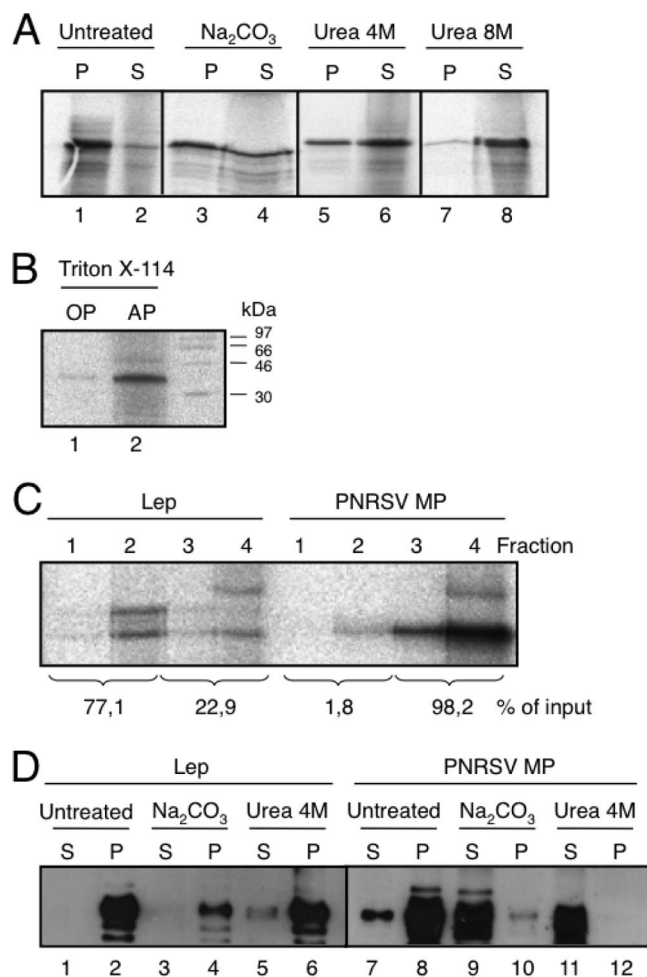 A
Untreated Na₂CO₃ Urea 4M Urea 8M
P S P S P S P S
1 2 3 4 5 6 7 8
B
Triton X-114
OP AP kDa
97
66
46
30
1 2
C
Lep PNRSV MP
1 2 3 4 1 2 3 4 Fraction
77,1 22,9 1,8 98,2 % of input
D
Lep PNRSV MP
Untreated Na₂CO₃ Urea 4M Untreated Na₂CO₃ Urea 4M
S P S P S P S P S P S P
1 2 3 4 5 6 7 8 9 10 11 12